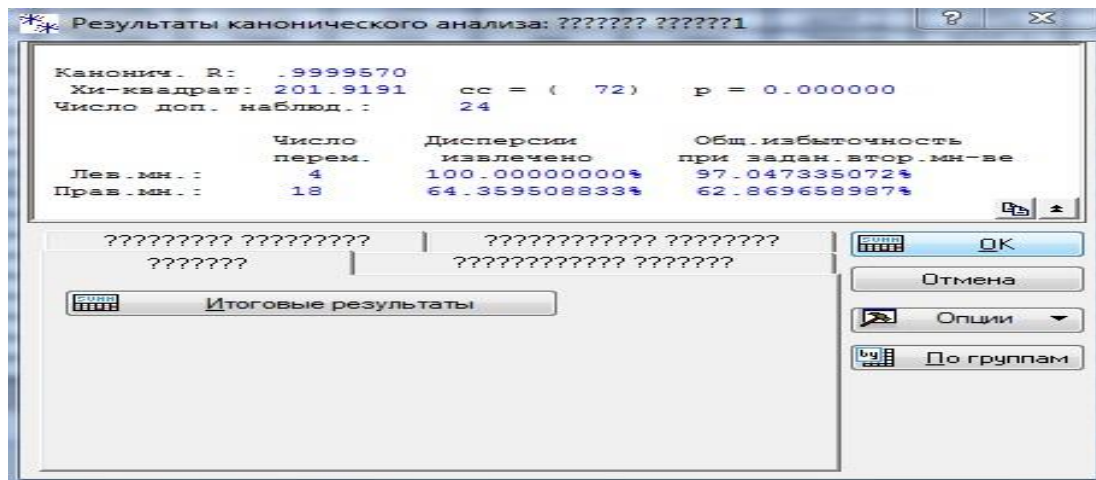 Результаты канонического анализа: ??????? ??????1
Канонич. R: .9999570
Хи-квадрат: 201.9191 сс = ( 72) p = 0.000000
Число доп. наблюд.: 24
Число Дисперсии Общ.избыточность
перем. извлечено при задан.втор.мн-ве
Лев.мн.: 4 100.00000000% 97.047335072%
Прав.мн.: 18 64.359508833% 62.869658987%
????????? ????????? ???????????? ????????
??????? ???????????? ???????
Итоговые результаты
OK
Отмена
Опции
По группам